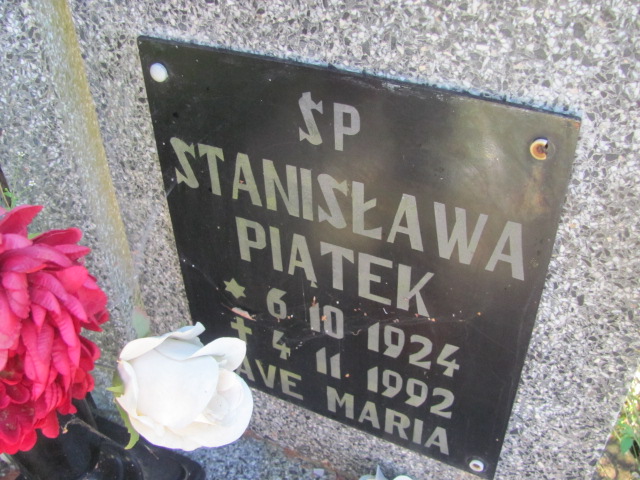 ŚP
STANISŁAWA
PIĄTEK
* 6 10 1924
✝ 4 11 1992
AVE MARIA